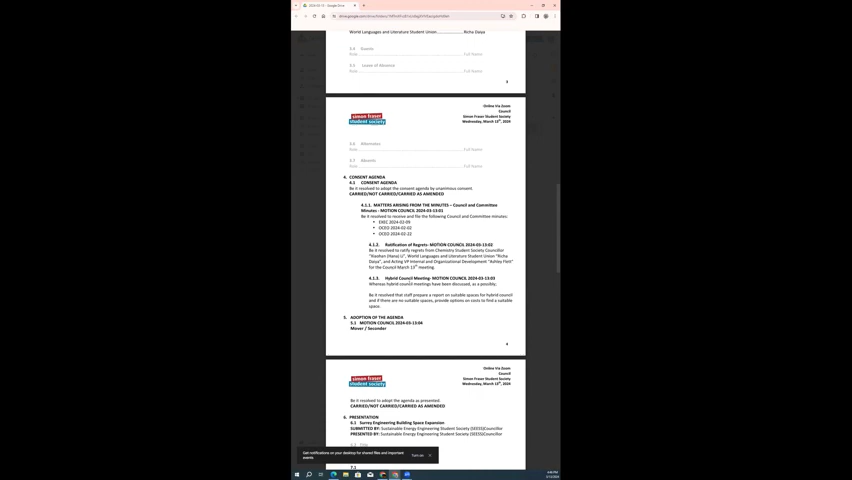 World Languages and Literature Student Union Richa Daiya
3.4 Guests
Role Full Name
3.5 Leave of Absence
Role Full Name
3
Online Via Zoom
Council
Simon Fraser Student Society
Wednesday, March 13th, 2024
simon fraser
student society
3.6 Alternates
Role Full Name
3.7 Absents
Role Full Name
4. CONSENT AGENDA
4.1 CONSENT AGENDA
Be it resolved to adopt the consent agenda by unanimous consent.
CARRIED/NOT CARRIED/CARRIED AS AMENDED
4.1.1. MATTERS ARISING FROM THE MINUTES – Council and Committee
Minutes - MOTION COUNCIL 2024-03-13:01
Be it resolved to receive and file the following Council and Committee minutes:
• EXEC 2024-02-09
• OCEO 2024-02-02
• OCEO 2024-02-22
4.1.2. Ratification of Regrets- MOTION COUNCIL 2024-03-13:02
Be it resolved to ratify regrets from Chemistry Student Society Councillor
"Xiaohan (Hana) Li", World Languages and Literature Student Union "Richa
Daiya", and Acting VP Internal and Organizational Development "Ashley Flett"
for the Council March 13th meeting.
4.1.3. Hybrid Council Meeting- MOTION COUNCIL 2024-03-13:03
Whereas hybrid council meetings have been discussed, as a possibly;
Be it resolved that staff prepare a report on suitable spaces for hybrid council
and if there are no suitable spaces, provide options on costs to find a suitable
space.
5. ADOPTION OF THE AGENDA
5.1 MOTION COUNCIL 2024-03-13:04
Mover / Seconder
4
Online Via Zoom
Council
Simon Fraser Student Society
Wednesday, March 13th, 2024
simon fraser
student society
Be it resolved to adopt the agenda as presented.
CARRIED/NOT CARRIED/CARRIED AS AMENDED
6. PRESENTATION
6.1 Surrey Engineering Building Space Expansion
SUBMITTED BY: Sustainable Energy Engineering Student Society (SEESS)Councillor
PRESENTED BY: Sustainable Energy Engineering Student Society (SEESS)Councillor
6.2 Title
Get notifications on your desktop for shared files and important
events.
Turn on
7.1